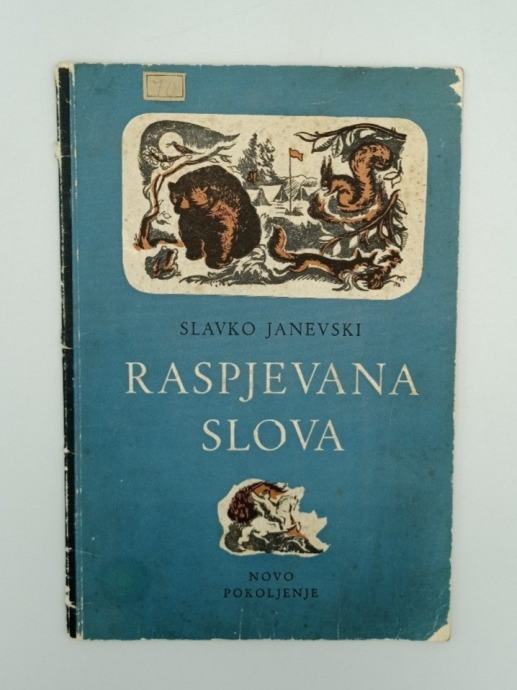 SLAVKO JANEVSKI
RASPJEVANA
SLOVA
NOVO
POKOLJENJE